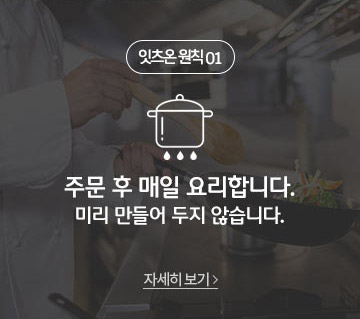 잇츠온 원칙 01
주문 후 매일 요리합니다.
미리 만들어 두지 않습니다.
자세히 보기 >